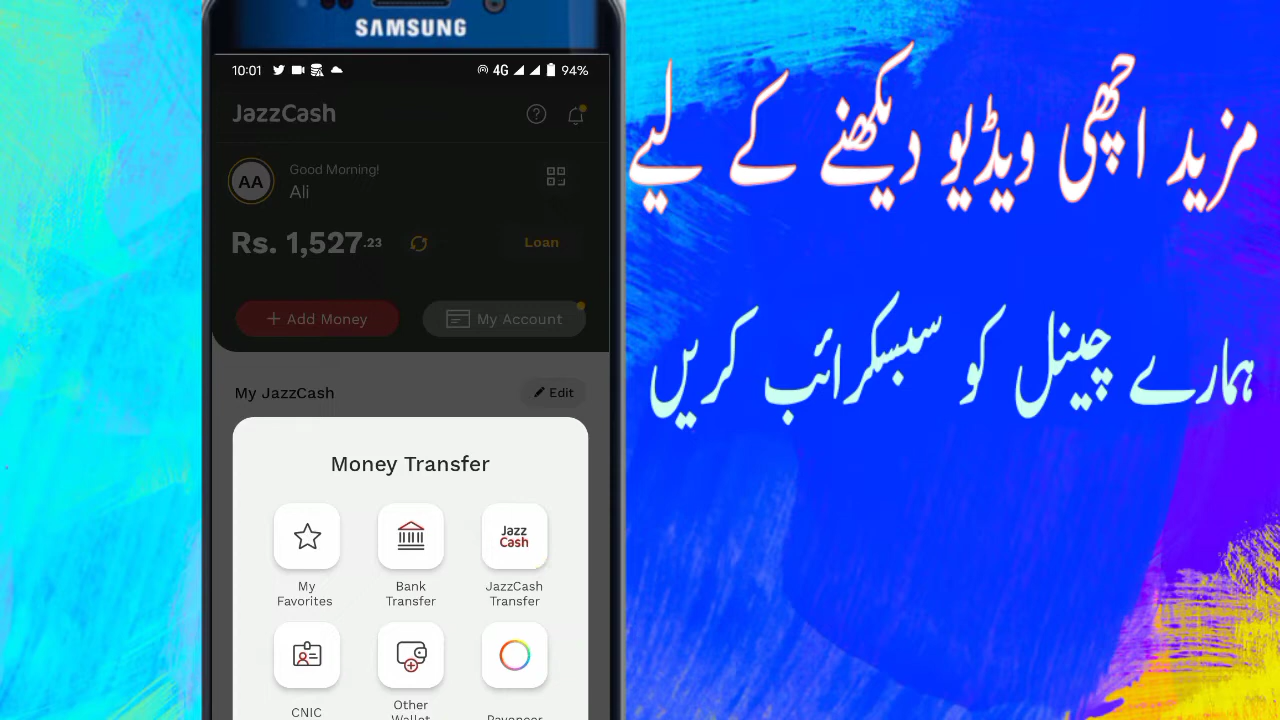 SAMSUNG
10:01
4G 94%
JazzCash
Good Morning!
AA
Ali
Rs. 1,527.23
Loan
+ Add Money
My Account
My JazzCash
Edit
Money Transfer
Jazz
Cash
My
Favorites
Bank
Transfer
JazzCash
Transfer
CNIC
Other
Wallet
Payoneer
مزید اچھی ویڈیو دیکھنے کے لیے
ہمارے چینل کو سبسکرائب کریں